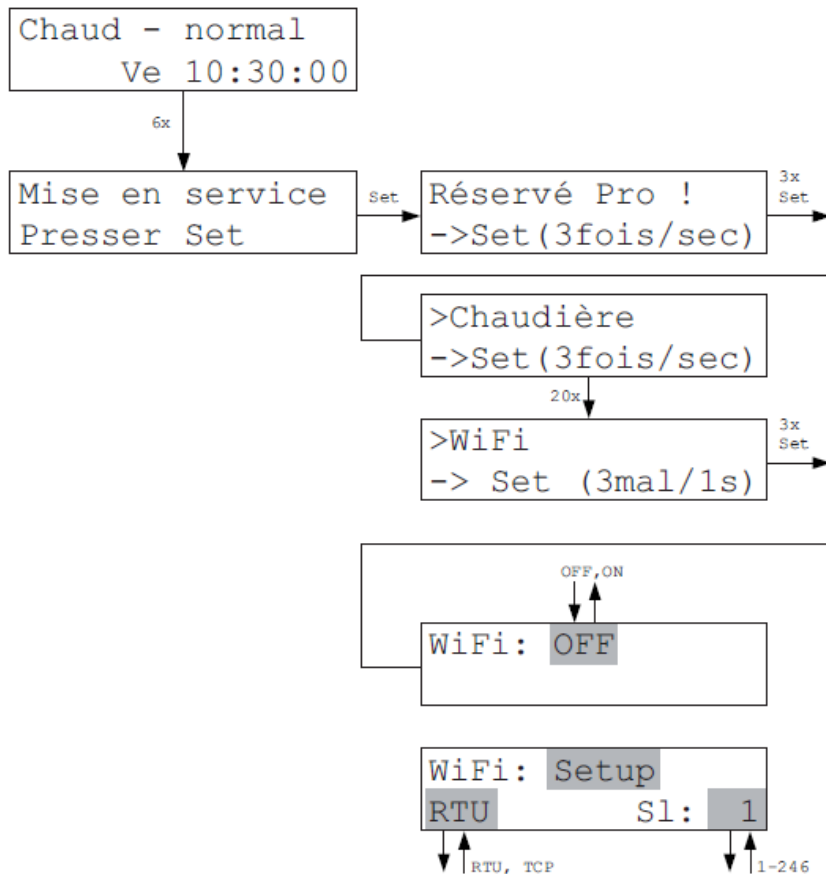 Chaud - normal
Ve 10:30:00
6x
Mise en service
Presser Set
Set
Réservé Pro !
->Set(3fois/sec)
3x
Set
>Chaudière
->Set(3fois/sec)
20x
>WiFi
-> Set (3mal/1s)
3x
Set
OFF,ON
WiFi: OFF
WiFi: Setup
RTU Sl: 1
RTU, TCP
1-246